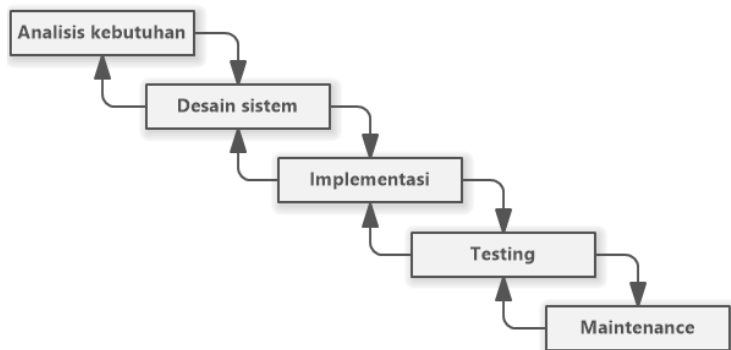 Analisis kebutuhan
Desain sistem
Implementasi
Testing
Maintenance